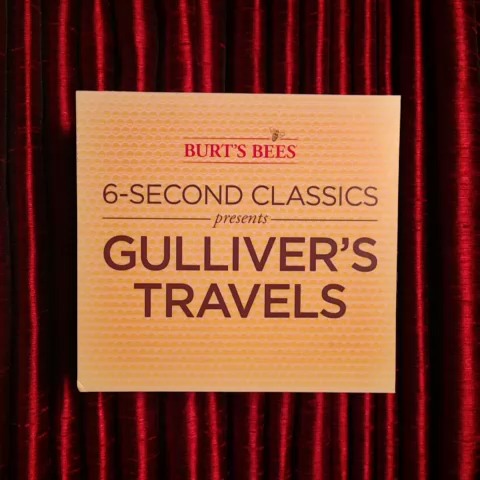 BURT'S BEES
6-SECOND CLASSICS
presents
GULLIVER'S
TRAVELS